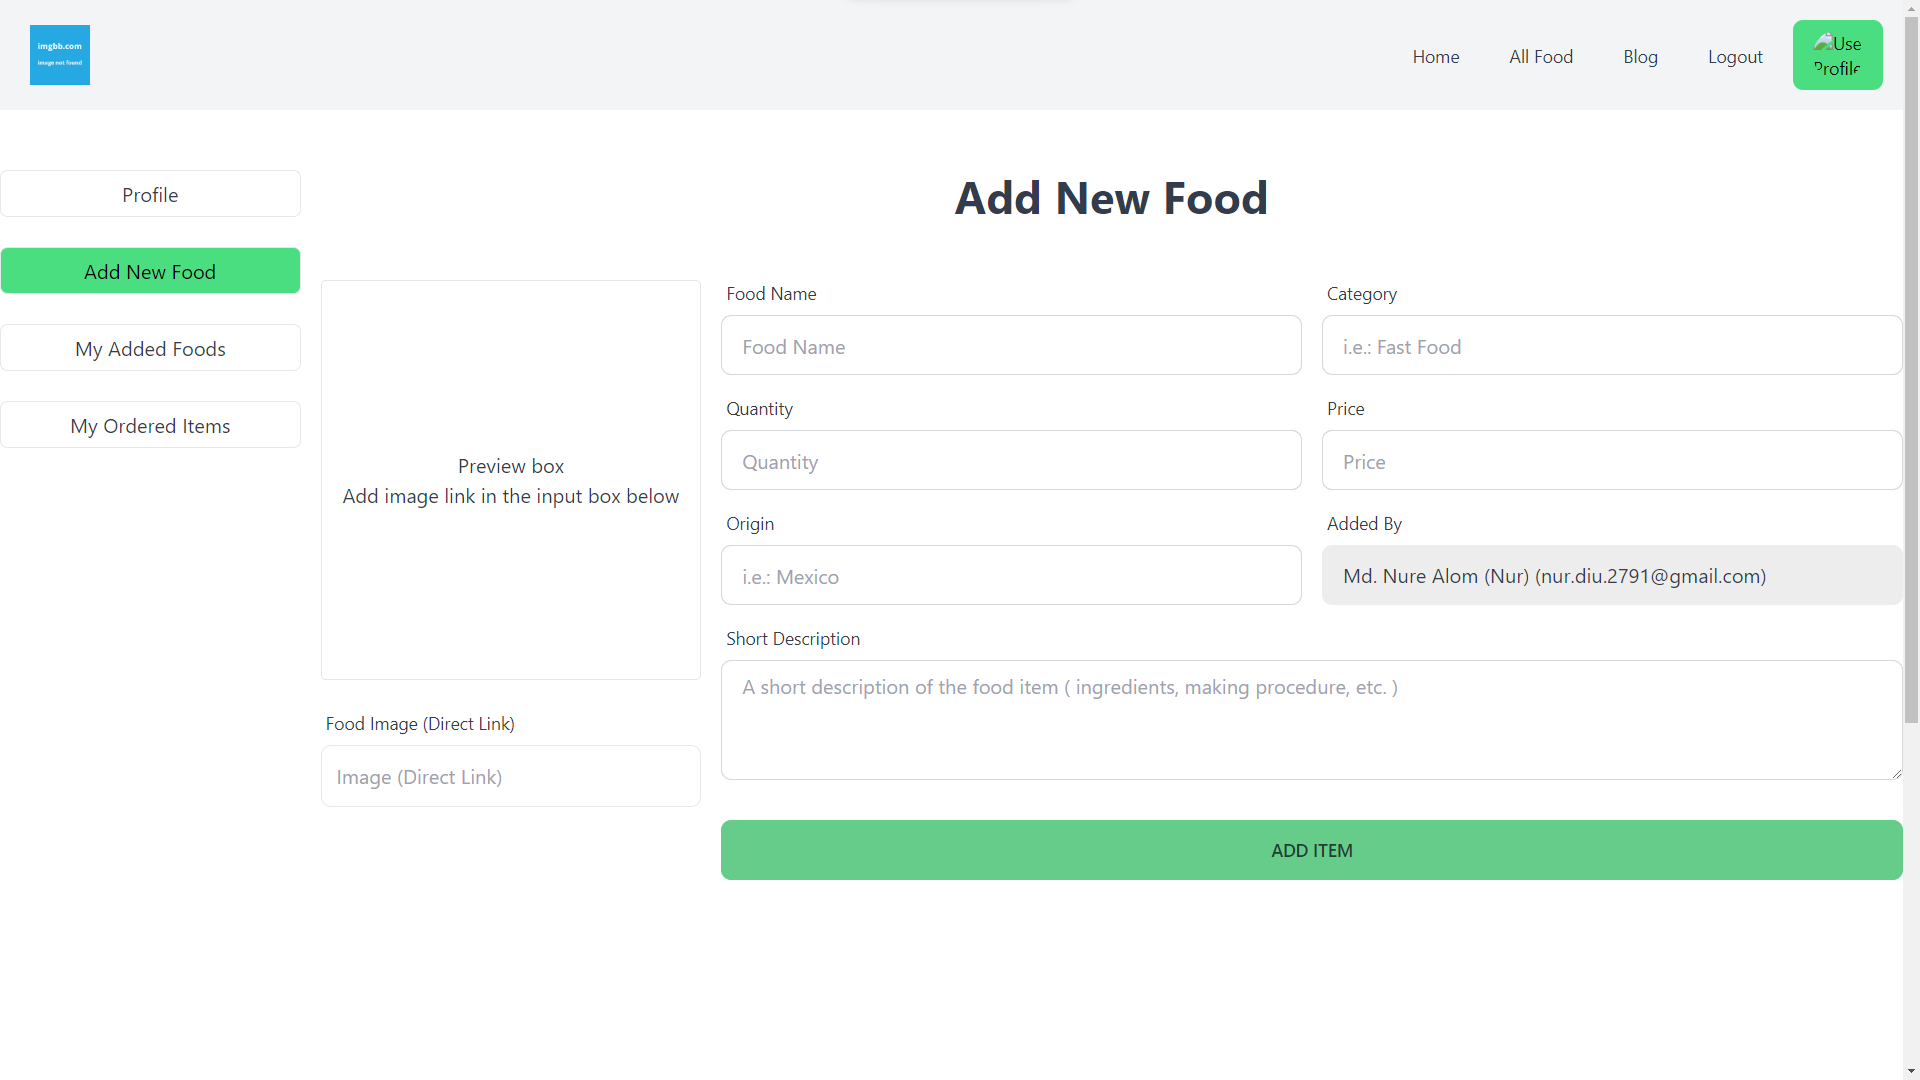 imgbb.com
image not found
Home
All Food
Blog
Logout
Use
Profile
Profile
Add New Food
My Added Foods
My Ordered Items
Add New Food
Preview box
Add image link in the input box below
Food Image (Direct Link)
Image (Direct Link)
Food Name
Food Name
Category
i.e.: Fast Food
Quantity
Quantity
Price
Price
Origin
i.e.: Mexico
Added By
Md. Nure Alom (Nur) (nur.diu.2791@gmail.com)
Short Description
A short description of the food item ( ingredients, making procedure, etc. )
ADD ITEM